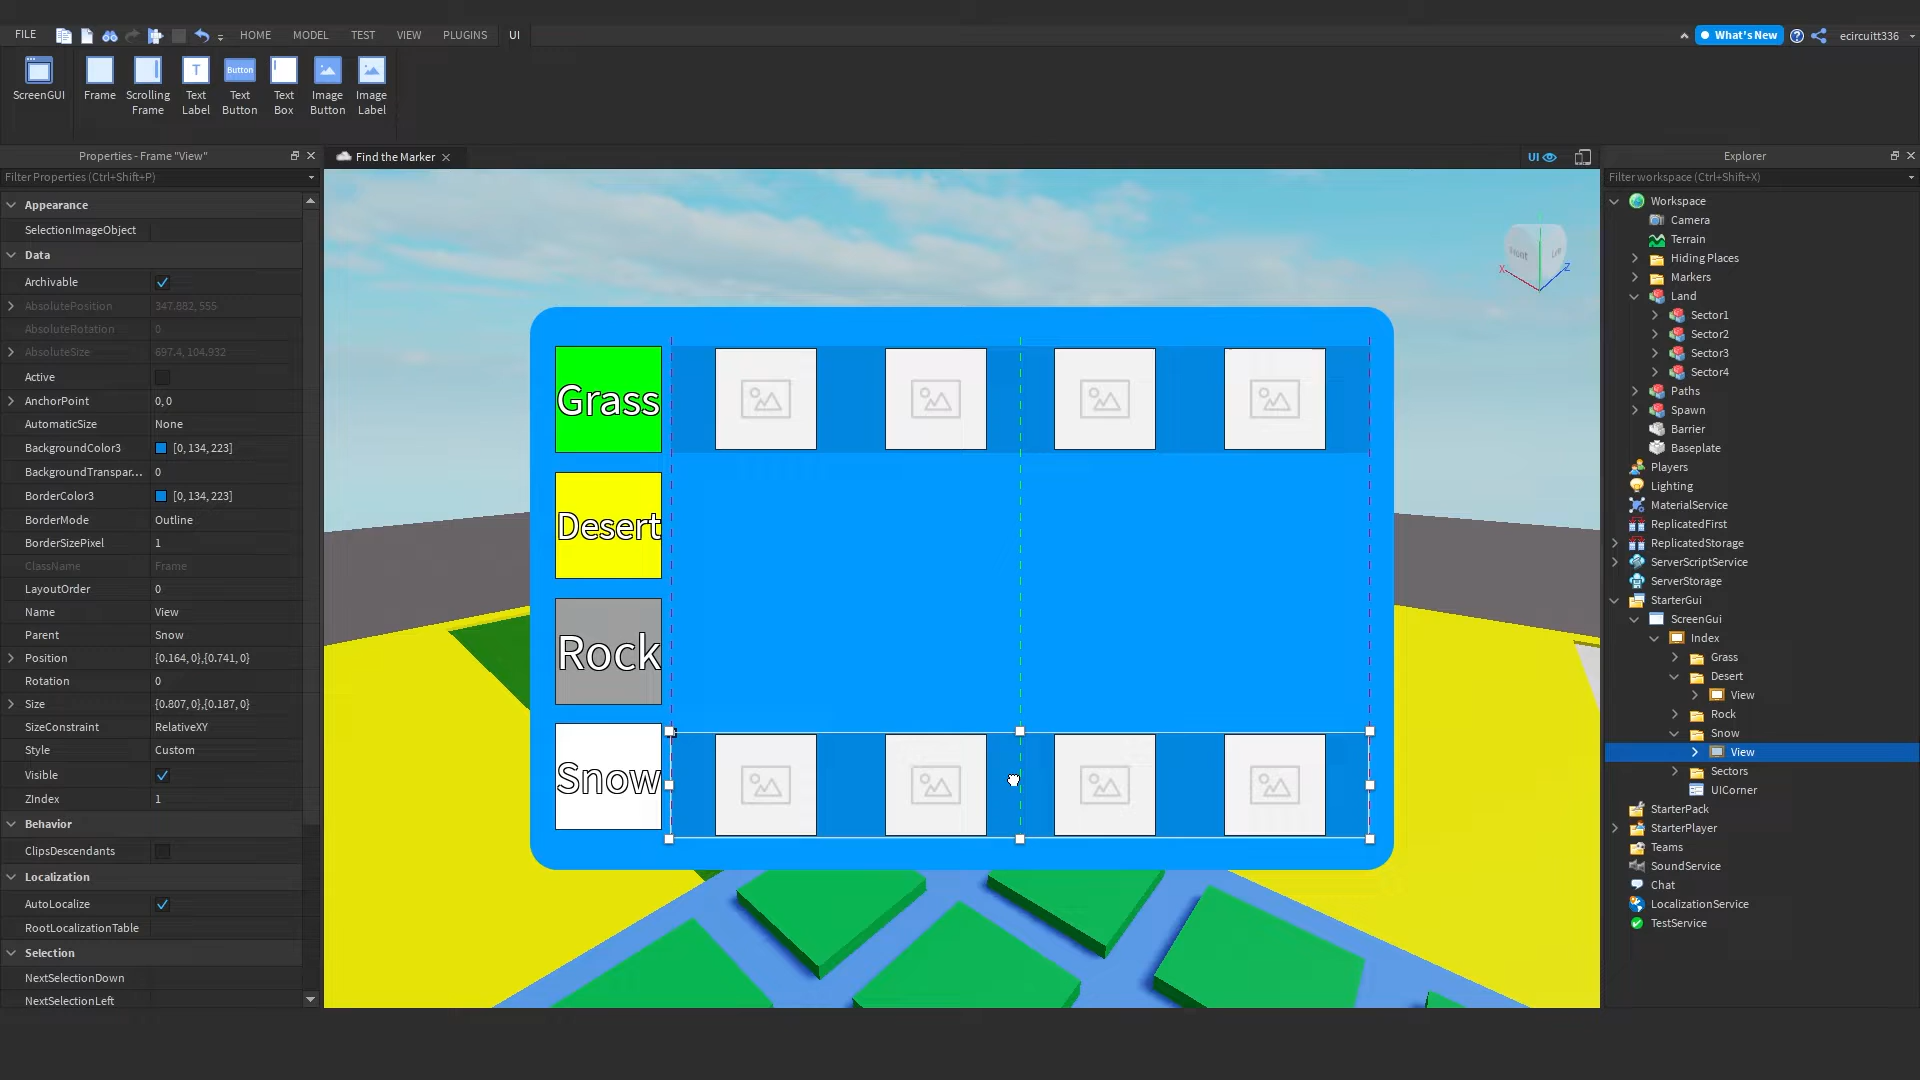 FILE HOME MODEL TEST VIEW PLUGINS UI What's New ecircuitt336
ScreenGUI Frame Scrolling Frame Text Label Text Button Text Box Image Button Image Label
Button
T
Properties - Frame "View"
Filter Properties (Ctrl+Shift+P)
Appearance
SelectionImageObject
Data
Archivable
AbsolutePosition 347.882, 555
AbsoluteRotation 0
AbsoluteSize 697.4, 104.932
Active
AnchorPoint 0, 0
AutomaticSize None
BackgroundColor3 [0, 134, 223]
BackgroundTranspar... 0
BorderColor3 [0, 134, 223]
BorderMode Outline
BorderSizePixel 1
ClassName Frame
LayoutOrder 0
Name View
Parent Snow
Position {0.164, 0},{0.741, 0}
Rotation 0
Size {0.807, 0},{0.187, 0}
SizeConstraint RelativeXY
Style Custom
Visible
ZIndex 1
Behavior
ClipsDescendants
Localization
AutoLocalize
RootLocalizationTable
Selection
NextSelectionDown
NextSelectionLeft
Find the Marker
UI
Front
Left
X
Z
Grass
Desert
Rock
Snow
Explorer
Filter workspace (Ctrl+Shift+X)
Workspace
Camera
Terrain
Hiding Places
Markers
Land
Sector1
Sector2
Sector3
Sector4
Paths
Spawn
Barrier
Baseplate
Players
Lighting
MaterialService
ReplicatedFirst
ReplicatedStorage
ServerScriptService
ServerStorage
StarterGui
ScreenGui
Index
Grass
Desert
View
Rock
Snow
View
Sectors
UICorner
StarterPack
StarterPlayer
Teams
SoundService
Chat
LocalizationService
TestService